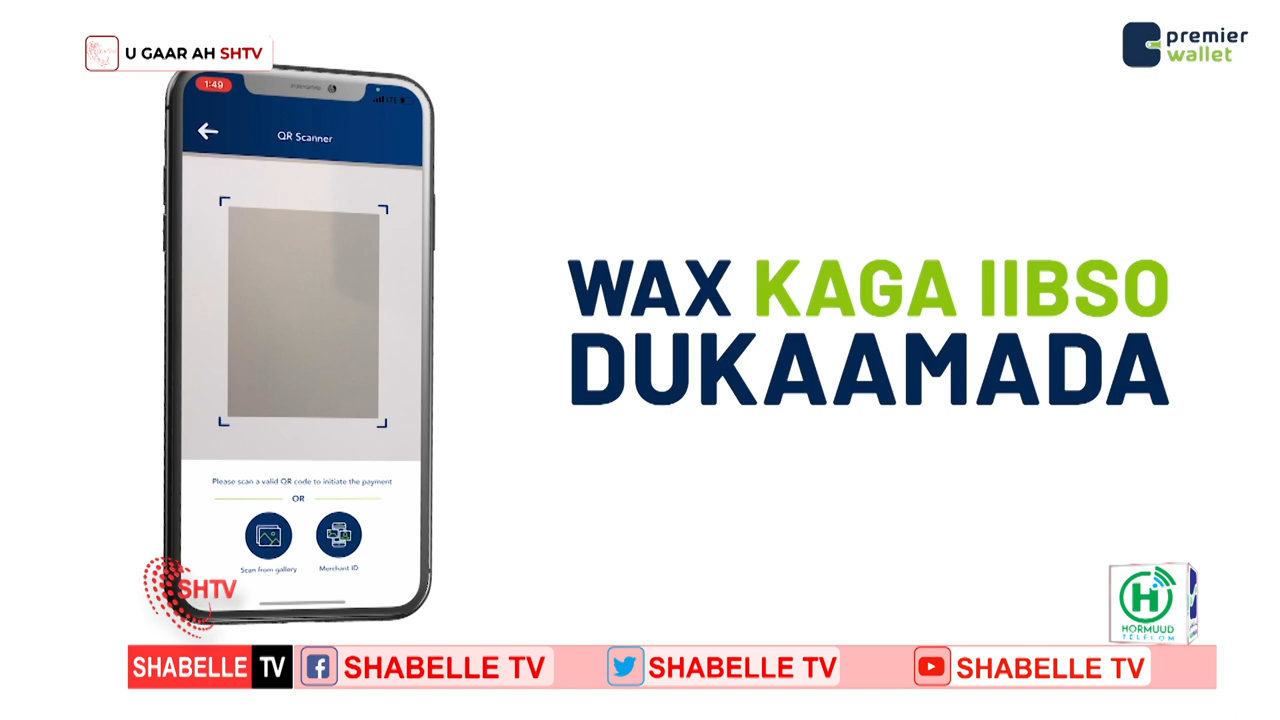 U GAAR AH SHTV
premier
wallet
1:49
LTE
QR Scanner
WAX KAGA IIBSO
DUKAAMADA
Please scan a valid QR code to initiate the payment
OR
Scan from gallery
Merchant ID
SHTV
H
HORMUUD
TELECOM
SHABELLE TV
SHABELLE TV
SHABELLE TV
SHABELLE TV